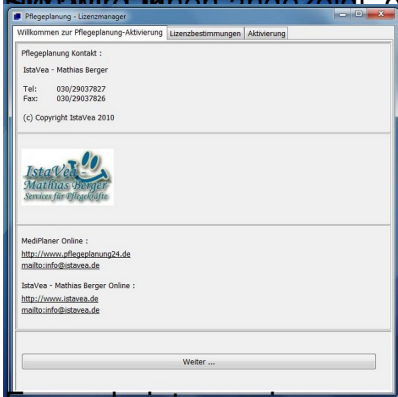 Pflegeplanung - Lizenzmanager
Willkommen zur Pflegeplanung-Aktivierung Lizenzbestimmungen Aktivierung
Pflegeplanung Kontakt :
IstaVea - Mathias Berger
Tel: 030/29037827
Fax: 030/29037826
(c) Copyright IstaVea 2010
IstaVea
Mathias Berger
Services für Pflegekräfte
MediPlaner Online :
http://www.pflegeplanung24.de
mailto:info@istavea.de
IstaVea - Mathias Berger Online :
http://www.istavea.de
mailto:info@istavea.de
Weiter ...